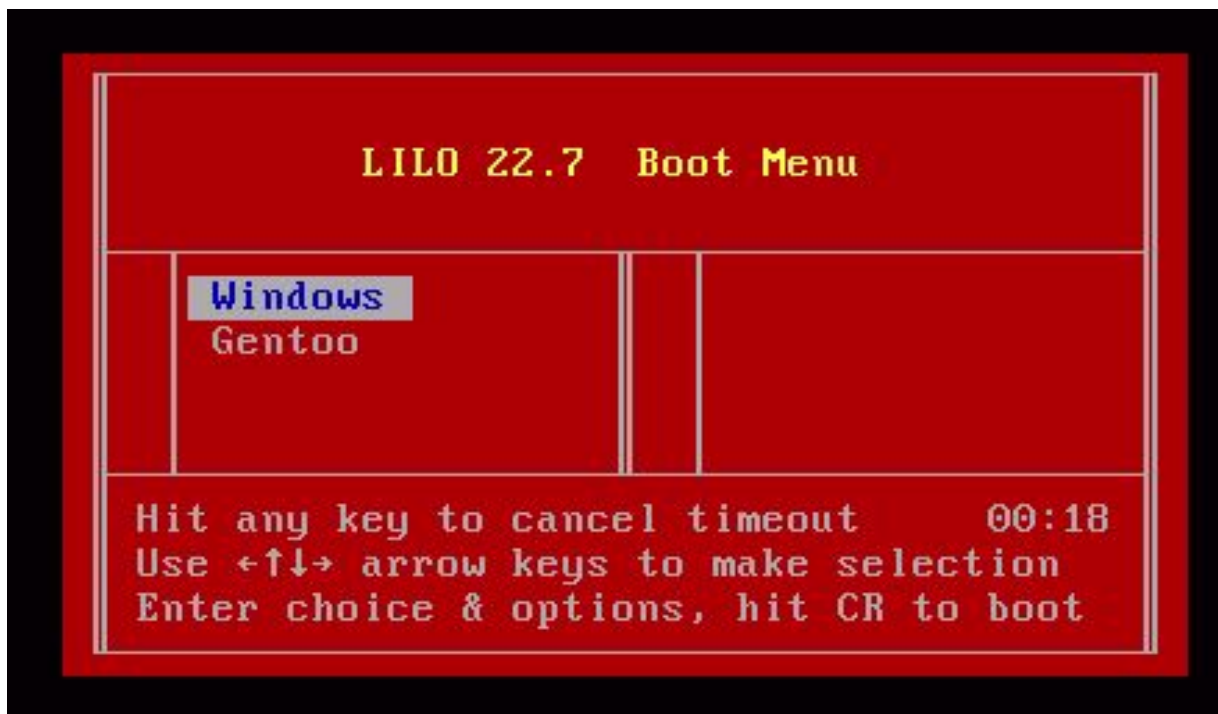 LILO 22.7 Boot Menu
Windows
Gentoo
Hit any key to cancel timeout 00:18
Use ←↑↓→ arrow keys to make selection
Enter choice & options, hit CR to boot